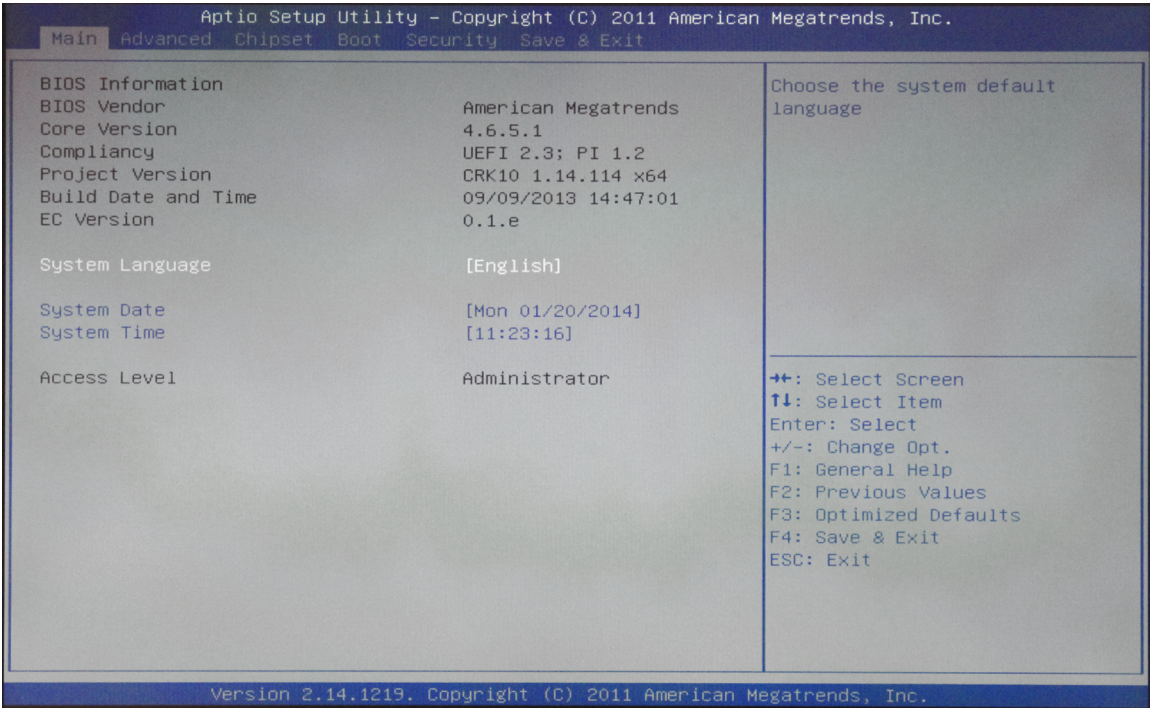 Aptio Setup Utility – Copyright (C) 2011 American Megatrends, Inc.
Main Advanced Chipset Boot Security Save & Exit
BIOS Information
BIOS Vendor American Megatrends
Core Version 4.6.5.1
Compliancy UEFI 2.3; PI 1.2
Project Version CRK10 1.14.114 x64
Build Date and Time 09/09/2013 14:47:01
EC Version 0.1.e
System Language [English]
System Date [Mon 01/20/2014]
System Time [11:23:16]
Access Level Administrator
Choose the system default
language
→←: Select Screen
↑↓: Select Item
Enter: Select
+/-: Change Opt.
F1: General Help
F2: Previous Values
F3: Optimized Defaults
F4: Save & Exit
ESC: Exit
Version 2.14.1219. Copyright (C) 2011 American Megatrends, Inc.